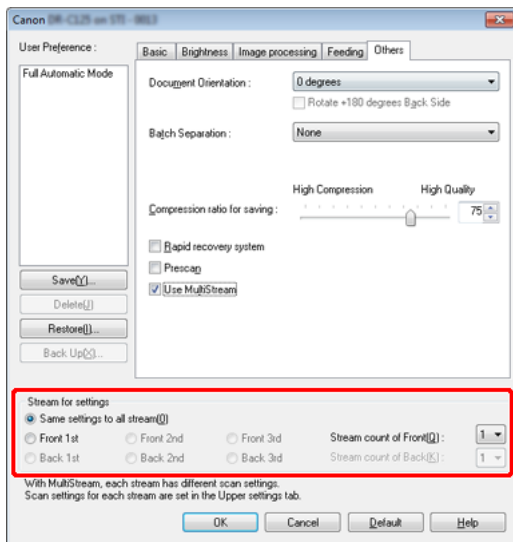 Canon
User Preference :
Full Automatic Mode
Save(Y)...
Delete(J)
Restore(I)...
Back Up(X)...
Basic Brightness Image processing Feeding Others
Document Orientation : 0 degrees
Rotate +180 degrees Back Side
Batch Separation : None
High Compression High Quality
Compression ratio for saving : 75
Rapid recovery system
Prescan
Use MultiStream
Stream for settings
Same settings to all stream(0)
Front 1st Front 2nd Front 3rd Stream count of Front(Q) : 1
Back 1st Back 2nd Back 3rd Stream count of Back(K) : 1
With MultiStream, each stream has different scan settings.
Scan settings for each stream are set in the Upper settings tab.
OK Cancel Default Help